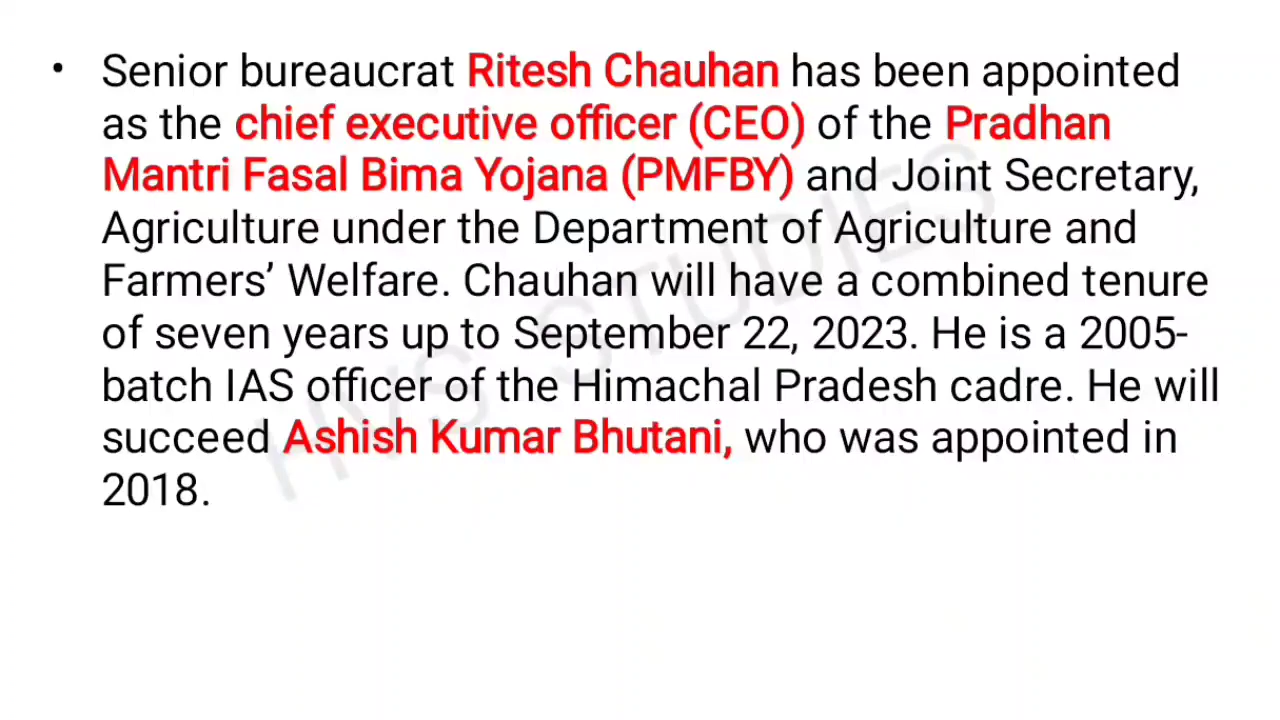 • Senior bureaucrat Ritesh Chauhan has been appointed
as the chief executive officer (CEO) of the Pradhan
Mantri Fasal Bima Yojana (PMFBY) and Joint Secretary,
Agriculture under the Department of Agriculture and
Farmers’ Welfare. Chauhan will have a combined tenure
of seven years up to September 22, 2023. He is a 2005-
batch IAS officer of the Himachal Pradesh cadre. He will
succeed Ashish Kumar Bhutani, who was appointed in
2018.
HVS STUDIES